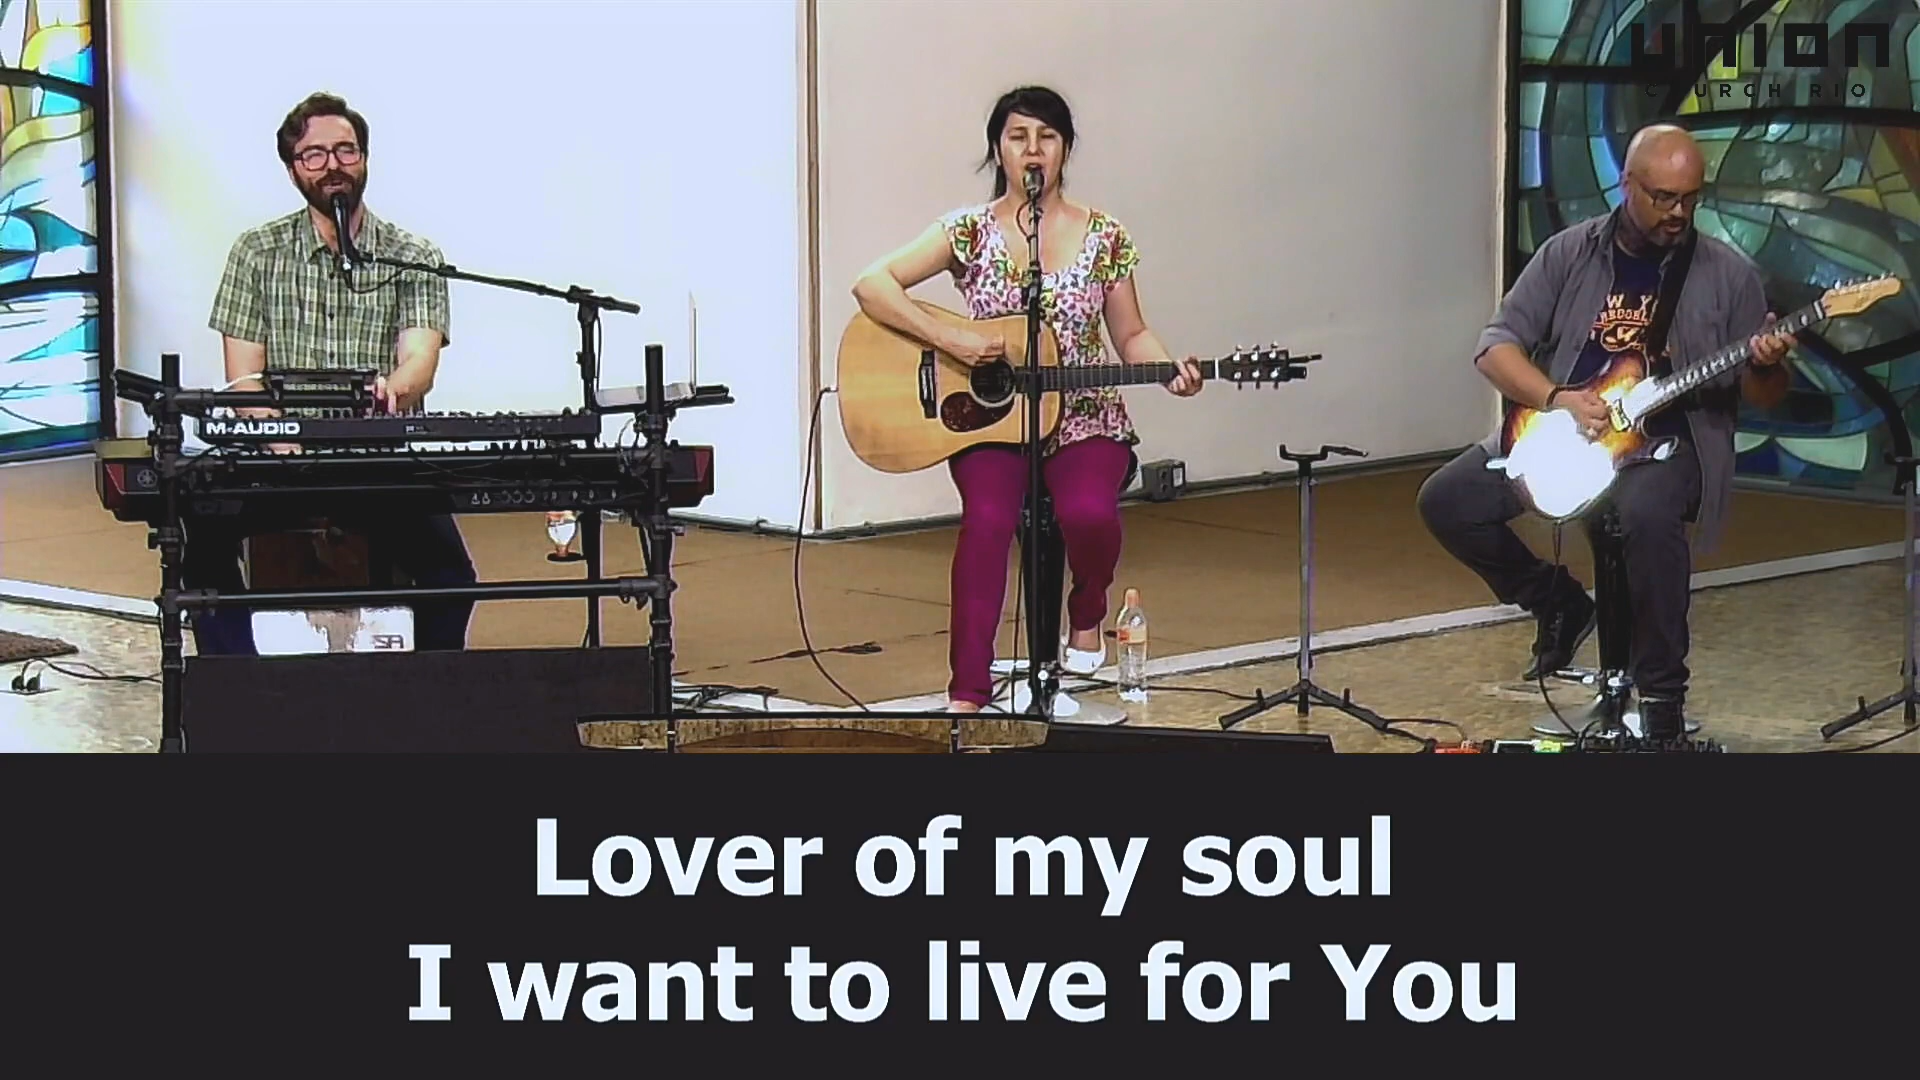 UNION
CHURCH RIO
M-AUDIO
Lover of my soul
I want to live for You